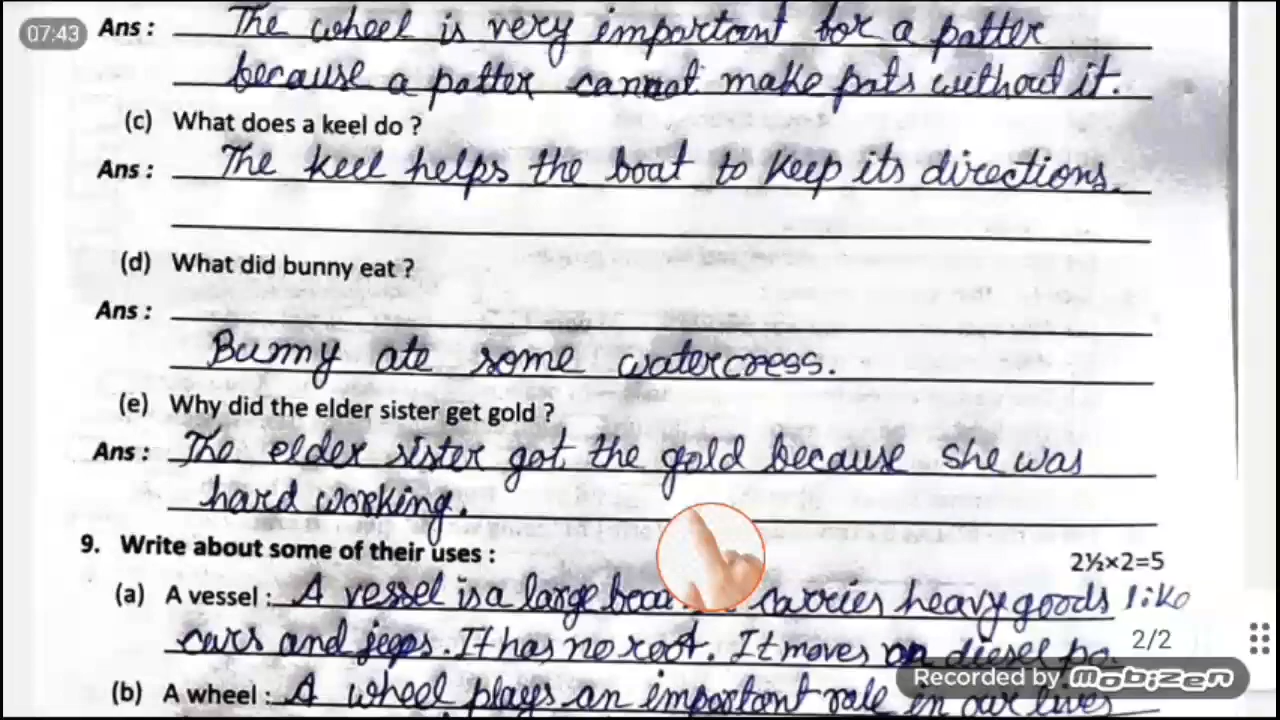 07:43
Ans : The wheel is very important for a potter
because a potter cannot make pots without it.
(c) What does a keel do ?
Ans : The keel helps the boat to keep its directions.
(d) What did bunny eat ?
Ans :
Bunny ate some watercress.
(e) Why did the elder sister get gold ?
Ans : The elder sister got the gold because she was
hard working.
9. Write about some of their uses :
2½×2=5
(a) A vessel : A vessel is a large carries heavy goods like
cars and jeeps. It has no roof. It moves on diesel
2/2
Recorded by mobizen
(b) A wheel : A wheel plays an important role in our lives